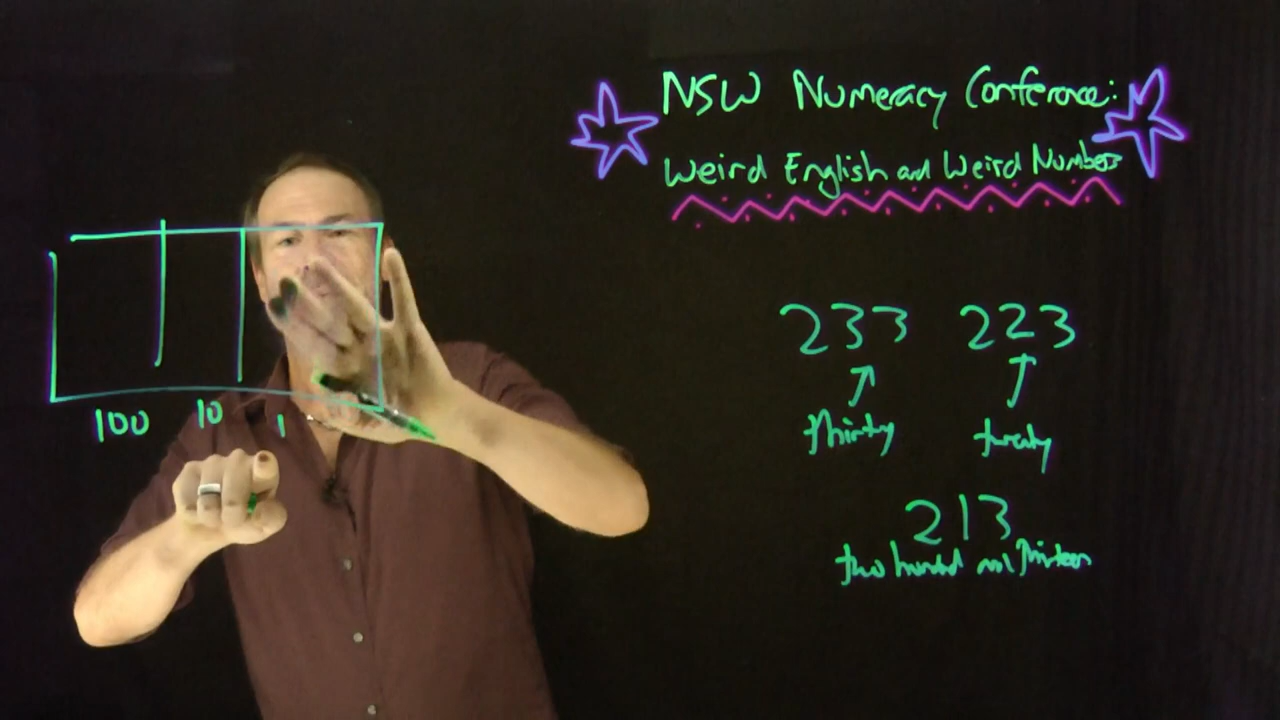 NSW Numeracy Conference:
Weird English and Weird Numbers
233 223
thirty twenty
213
two hundred and thirteen
100 10 1